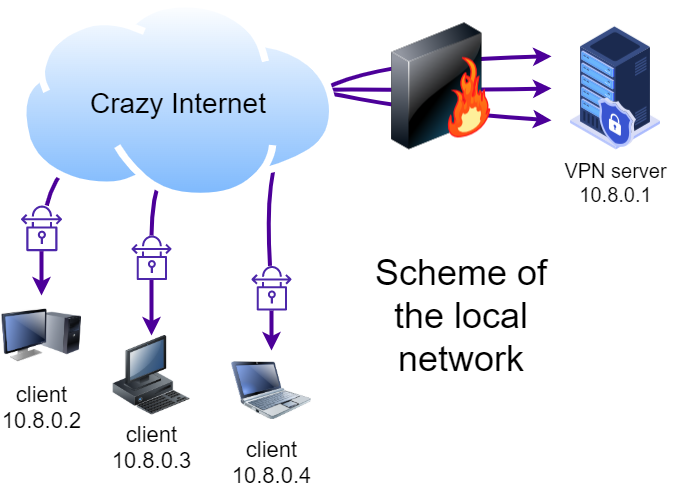 Crazy Internet
VPN server
10.8.0.1
Scheme of
the local
network
client
10.8.0.2
client
10.8.0.3
client
10.8.0.4